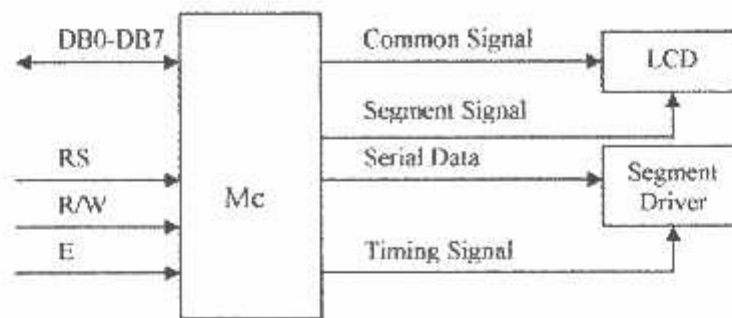 DB0-DB7
Common Signal
LCD
Segment Signal
RS
Serial Data
Segment
Driver
Mc
R/W
E
Timing Signal